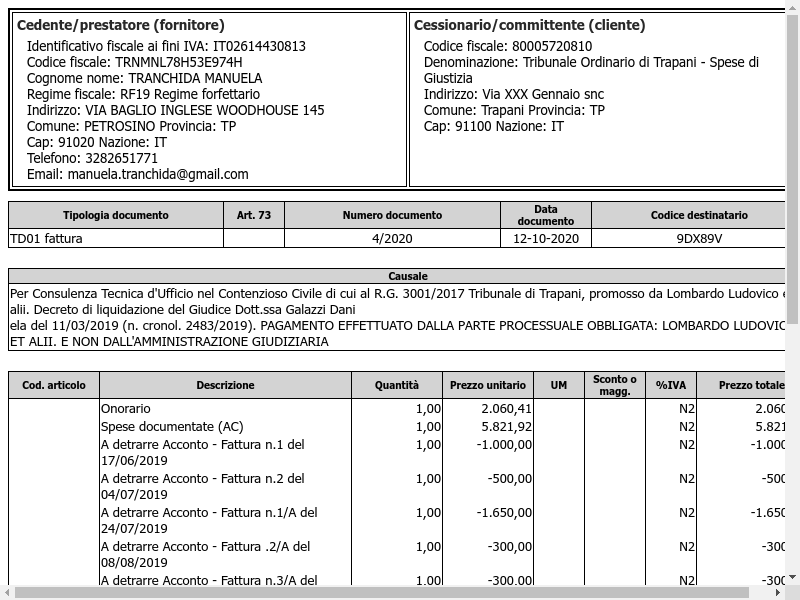 Cedente/prestatore (fornitore)
Identificativo fiscale ai fini IVA: IT02614430813
Codice fiscale: TRNMNL78H53E974H
Cognome nome: TRANCHIDA MANUELA
Regime fiscale: RF19 Regime forfettario
Indirizzo: VIA BAGLIO INGLESE WOODHOUSE 145
Comune: PETROSINO Provincia: TP
Cap: 91020 Nazione: IT
Telefono: 3282651771
Email: manuela.tranchida@gmail.com
Cessionario/committente (cliente)
Codice fiscale: 80005720810
Denominazione: Tribunale Ordinario di Trapani - Spese di
Giustizia
Indirizzo: Via XXX Gennaio snc
Comune: Trapani Provincia: TP
Cap: 91100 Nazione: IT
Tipologia documento Art. 73 Numero documento Data documento Codice destinatario
TD01 fattura 4/2020 12-10-2020 9DX89V
Causale
Per Consulenza Tecnica d'Ufficio nel Contenzioso Civile di cui al R.G. 3001/2017 Tribunale di Trapani, promosso da Lombardo Ludovico e
alii. Decreto di liquidazione del Giudice Dott.ssa Galazzi Dani
ela del 11/03/2019 (n. cronol. 2483/2019). PAGAMENTO EFFETTUATO DALLA PARTE PROCESSUALE OBBLIGATA: LOMBARDO LUDOVIC
ET ALII. E NON DALL'AMMINISTRAZIONE GIUDIZIARIA
Cod. articolo Descrizione Quantità Prezzo unitario UM Sconto o magg. %IVA Prezzo totale
Onorario 1,00 2.060,41 N2 2.060
Spese documentate (AC) 1,00 5.821,92 N2 5.821
A detrarre Acconto - Fattura n.1 del 1,00 -1.000,00 N2 -1.000
17/06/2019
A detrarre Acconto - Fattura n.2 del 1,00 -500,00 N2 -500
04/07/2019
A detrarre Acconto - Fattura n.1/A del 1,00 -1.650,00 N2 -1.650
24/07/2019
A detrarre Acconto - Fattura .2/A del 1,00 -300,00 N2 -300
08/08/2019
A detrarre Acconto - Fattura n.3/A del 1,00 -300,00 N2 -300